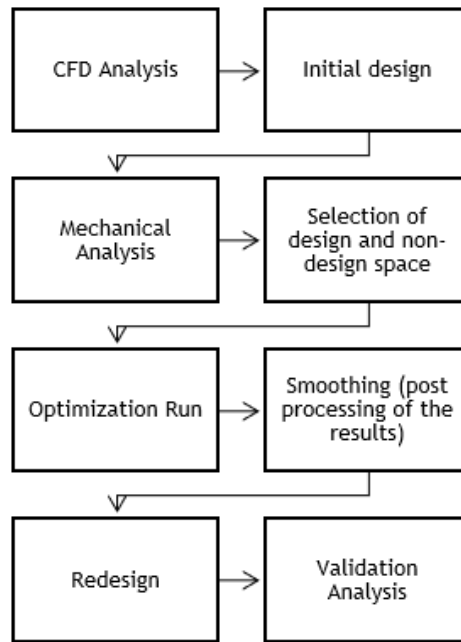 CFD Analysis
Initial design
Mechanical
Analysis
Selection of
design and non-
design space
Optimization Run
Smoothing (post
processing of the
results)
Redesign
Validation
Analysis